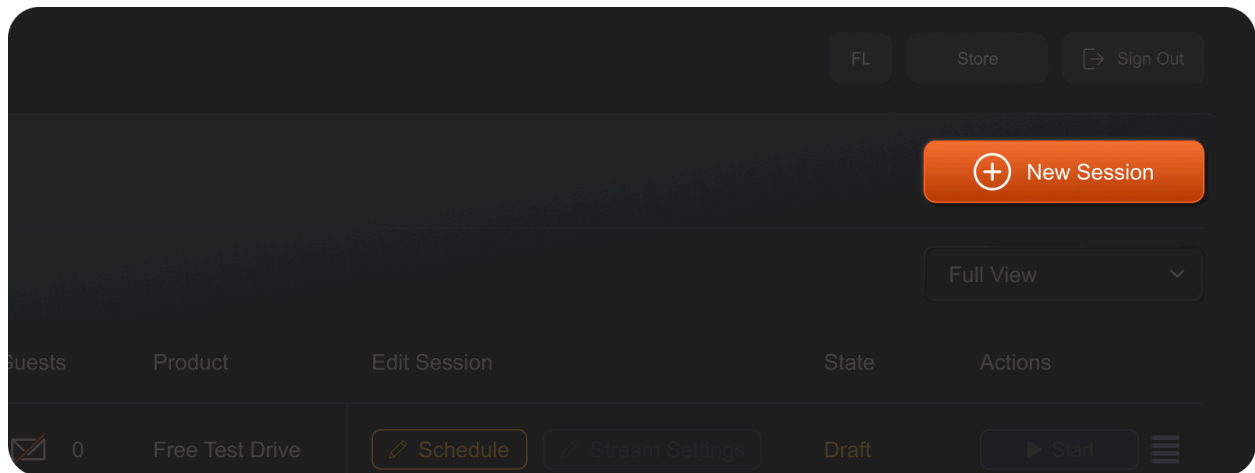 FL Store Sign Out
New Session
Full View
Guests Product Edit Session State Actions
0 Free Test Drive Schedule Stream Settings Draft Start